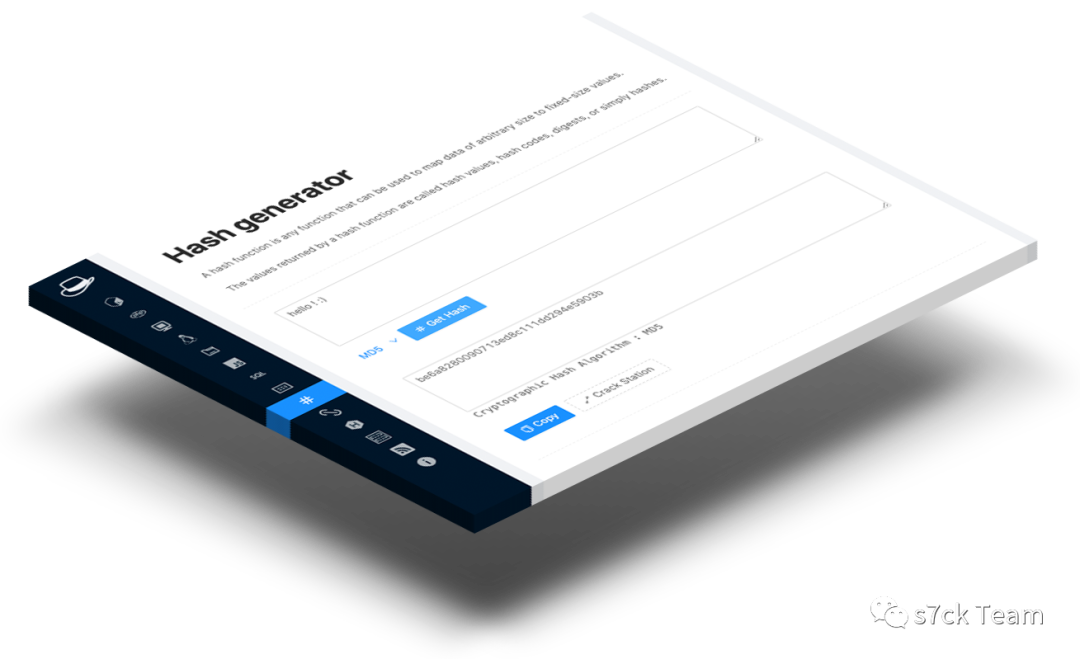 Hash generator
A hash function is any function that can be used to map data of arbitrary size to fixed-size values.
The values returned by a hash function are called hash values, hash codes, digests, or simply hashes.
hello ! :)
MD5
# Get Hash
be6a8280090713ed8c111dd294e5903b
Cryptographic Hash Algorithm : MD5
Copy
Crack Station
JS
SQL
#
s7ck Team